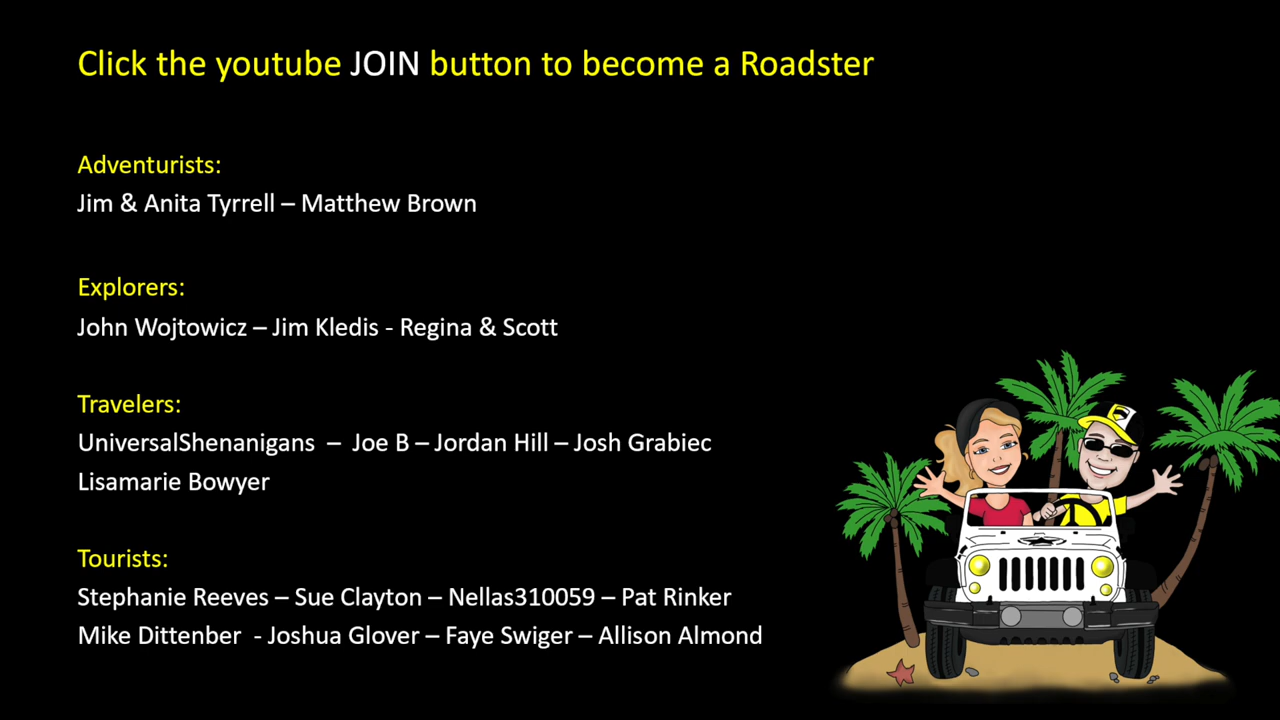 Click the youtube JOIN button to become a Roadster
Adventurists:
Jim & Anita Tyrrell – Matthew Brown
Explorers:
John Wojtowicz – Jim Kledis - Regina & Scott
Travelers:
UniversalShenanigans – Joe B – Jordan Hill – Josh Grabiec
Lisamarie Bowyer
Tourists:
Stephanie Reeves – Sue Clayton – Nellas310059 – Pat Rinker
Mike Dittenber - Joshua Glover – Faye Swiger – Allison Almond